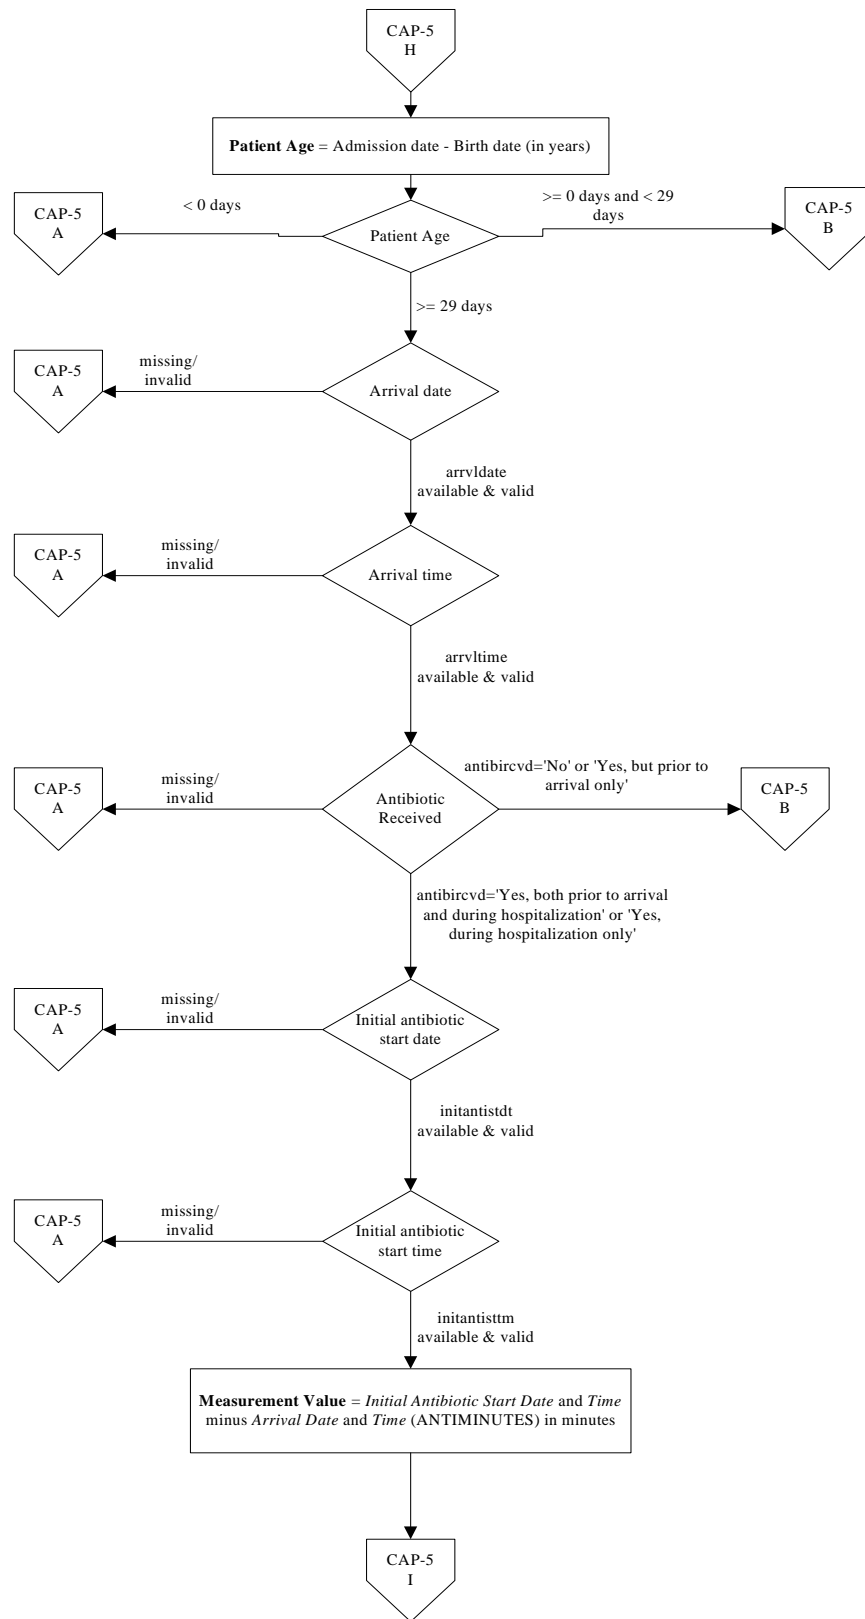 CAP-5
H
Patient Age = Admission date - Birth date (in years)
CAP-5
A
< 0 days
Patient Age
>= 0 days and < 29
days
CAP-5
B
>= 29 days
CAP-5
A
missing/
invalid
Arrival date
arrvldate
available & valid
CAP-5
A
missing/
invalid
Arrival time
arrvltime
available & valid
CAP-5
A
missing/
invalid
Antibiotic
Received
antibircvd='No' or 'Yes, but prior to
arrival only'
CAP-5
B
antibircvd='Yes, both prior to arrival
and during hospitalization' or 'Yes,
during hospitalization only'
CAP-5
A
missing/
invalid
Initial antibiotic
start date
initantistdt
available & valid
CAP-5
A
missing/
invalid
Initial antibiotic
start time
initantisttm
available & valid
Measurement Value = Initial Antibiotic Start Date and Time
minus Arrival Date and Time (ANTIMINUTES) in minutes
CAP-5
I